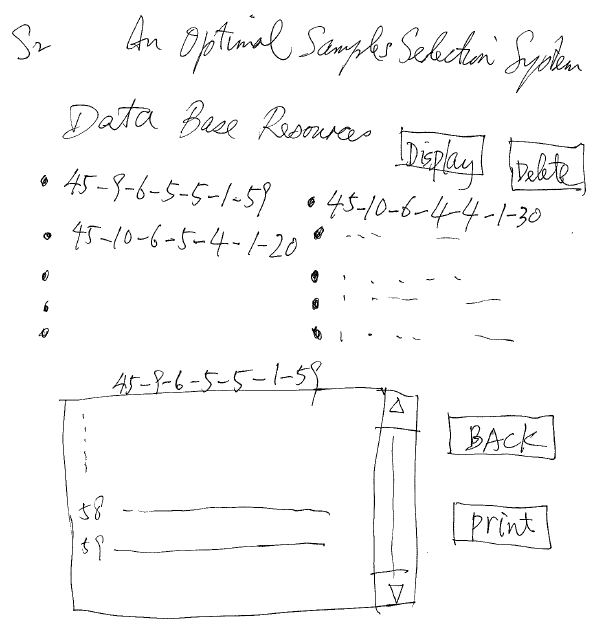 S2 An Optimal Samples Selection System
Data Base Resources Display Delete
• 45-9-6-5-5-1-59 • 45-10-6-4-4-1-30
• 45-10-6-5-4-1-20
45-9-6-5-5-1-59
BACK
58
59
print